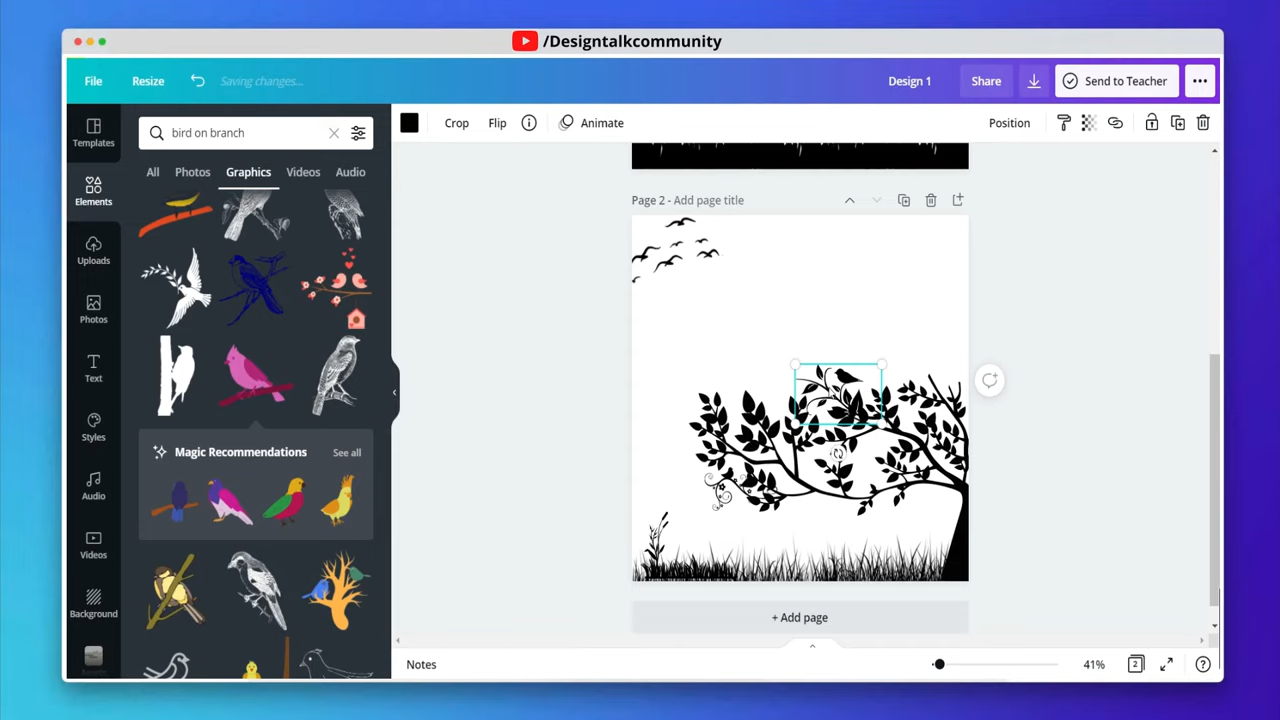 /Designtalkcommunity
File
Resize
Saving changes...
Design 1
Share
Send to Teacher
Templates
Elements
Uploads
Photos
Text
Styles
Audio
Videos
Background
bird on branch
All
Photos
Graphics
Videos
Audio
Magic Recommendations
See all
Crop
Flip
Animate
Position
Page 2 - Add page title
+ Add page
Notes
41%
2